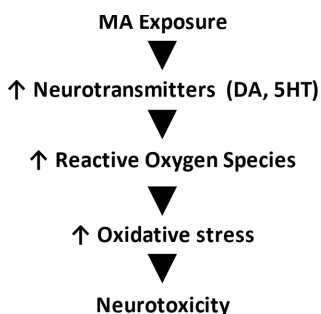 MA Exposure
↑ Neurotransmitters (DA, 5HT)
↑ Reactive Oxygen Species
↑ Oxidative stress
Neurotoxicity